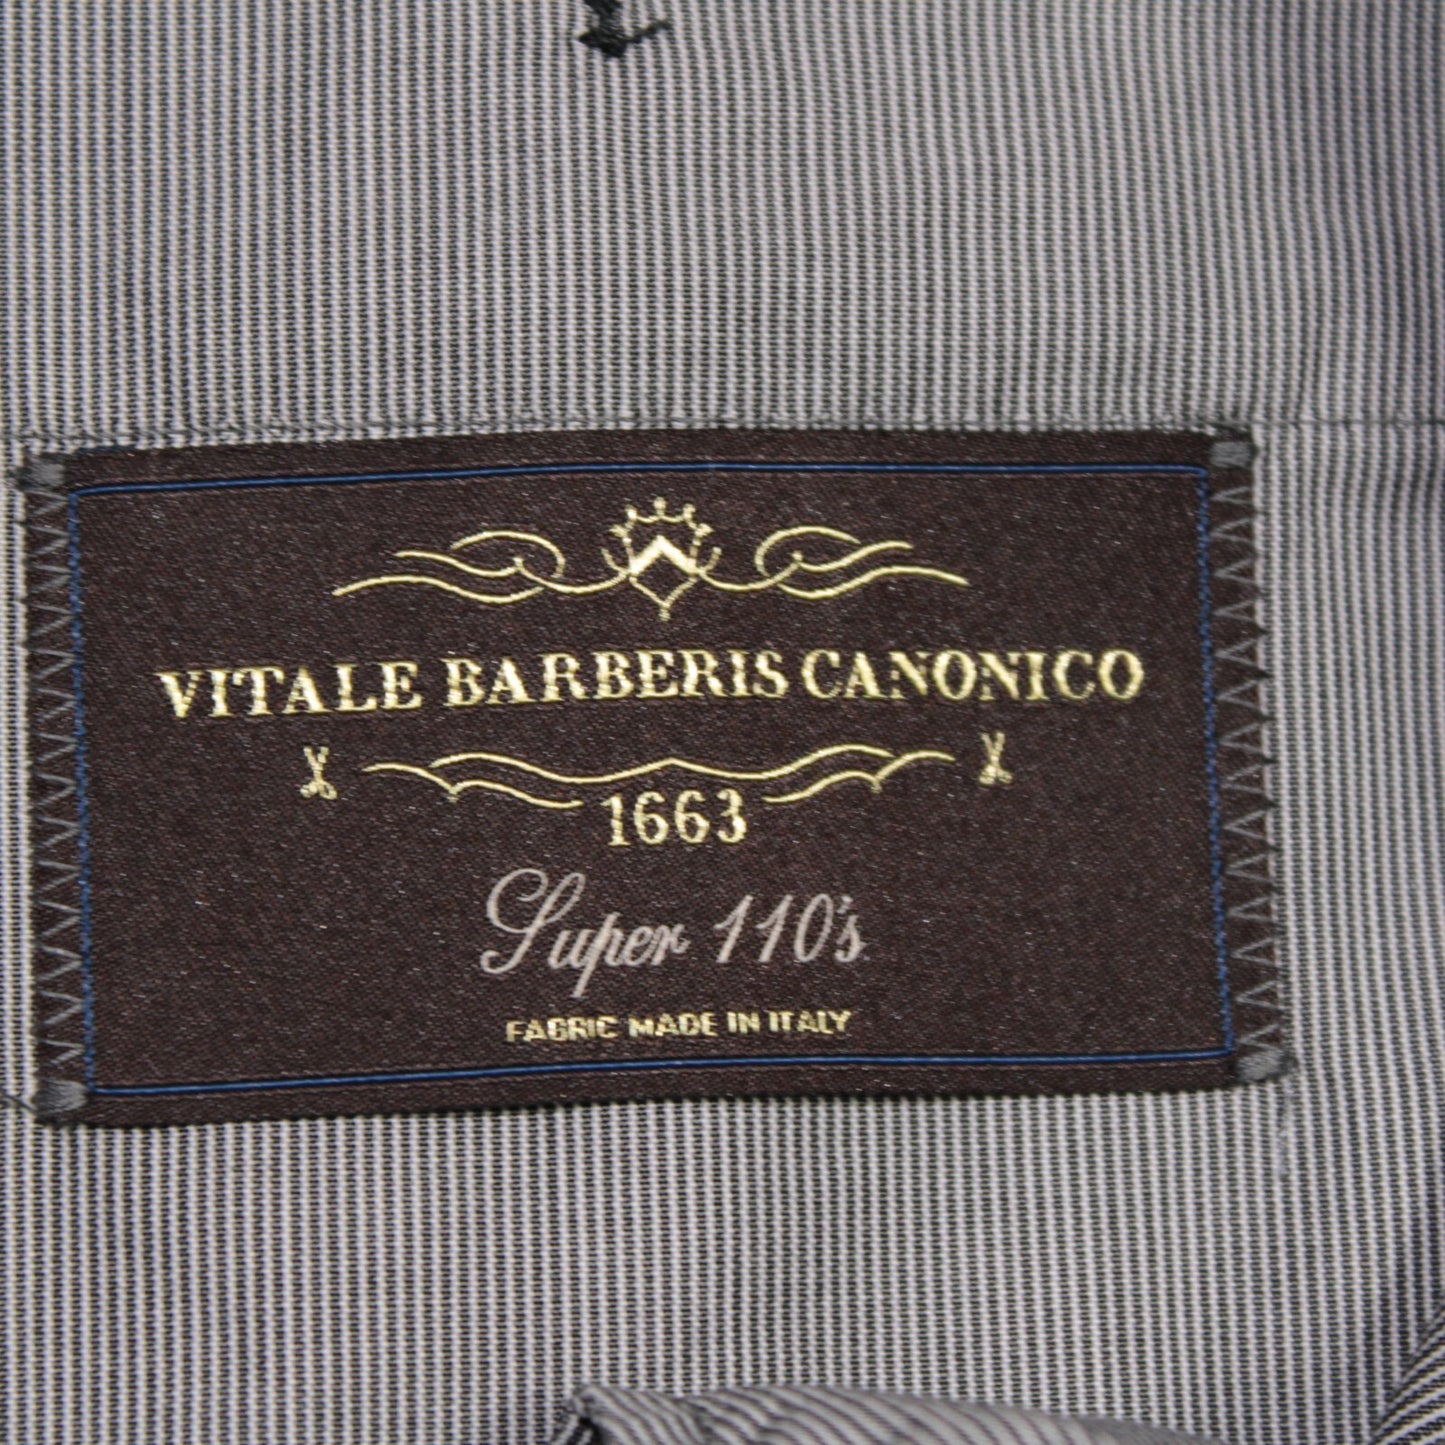 VITALE BARBERIS CANONICO
1663
Super 110's
FABRIC MADE IN ITALY